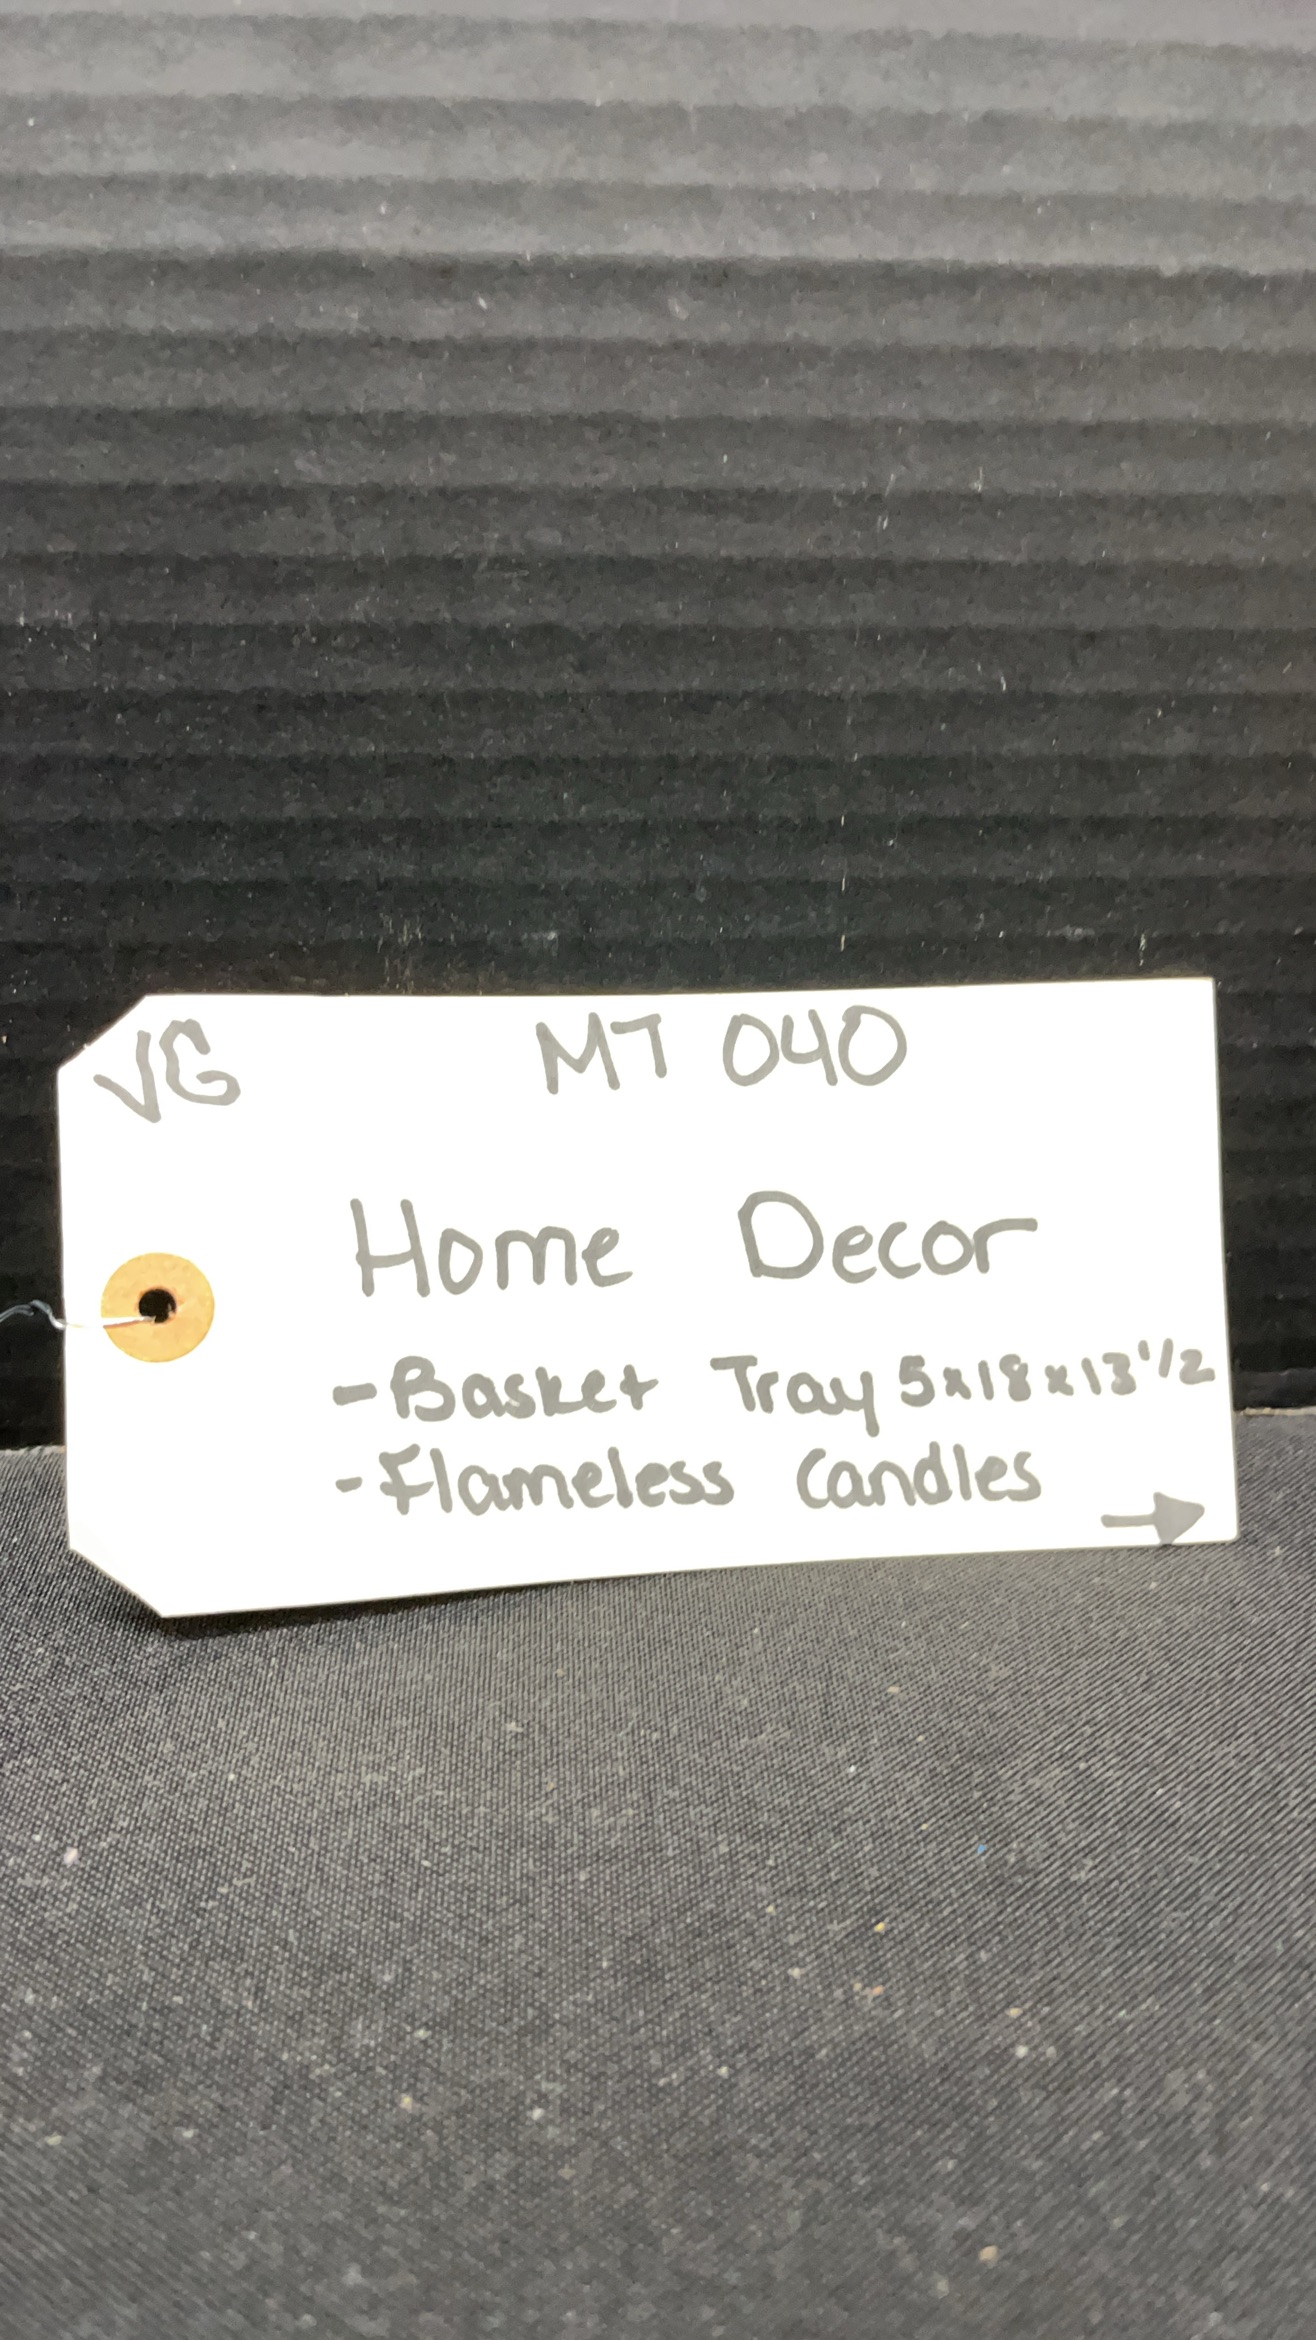 VG MT 040
Home Decor
- Basket Tray 5x18x13 1/2
- Flameless Candles
→